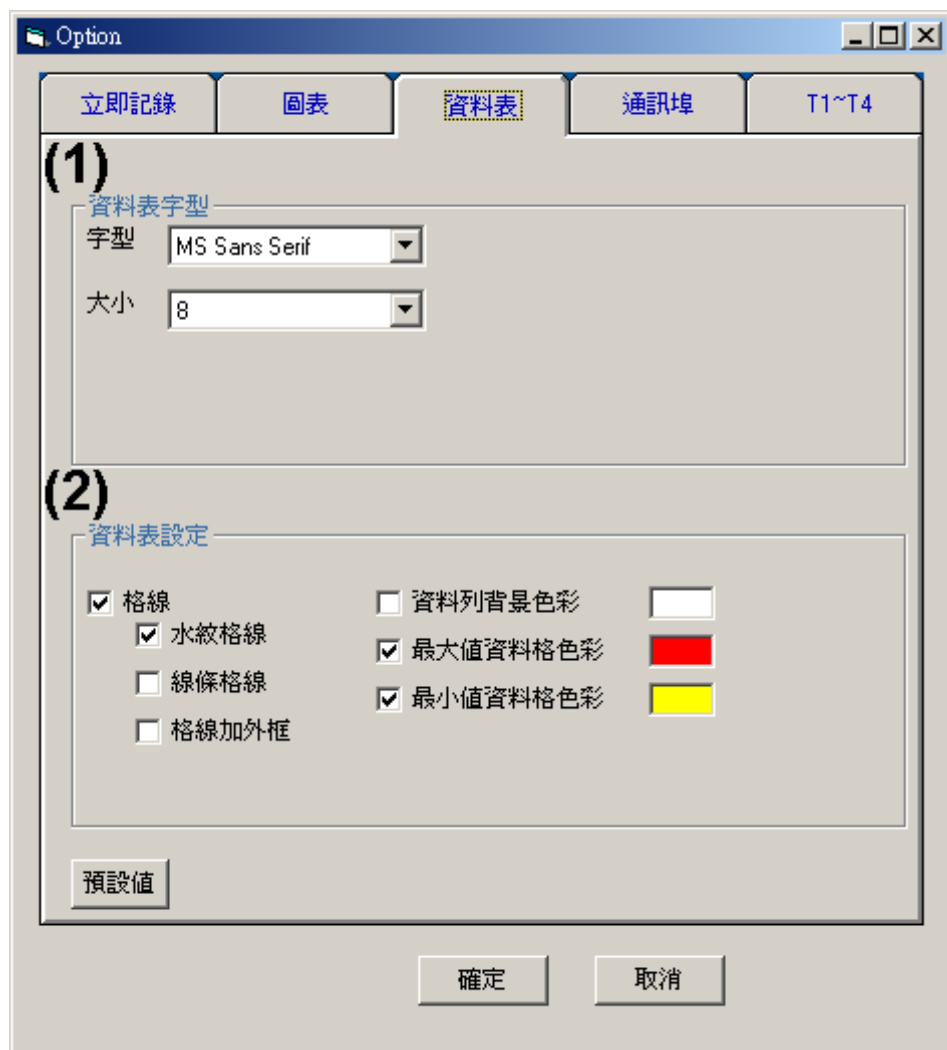 Option
立即記錄 圖表 資料表 通訊埠 T1~T4
(1)
資料表字型
字型 MS Sans Serif
大小 8
(2)
資料表設定
格線 資料列背景色彩
水紋格線 最大值資料格色彩
線條格線 最小值資料格色彩
格線加外框
預設值
確定 取消